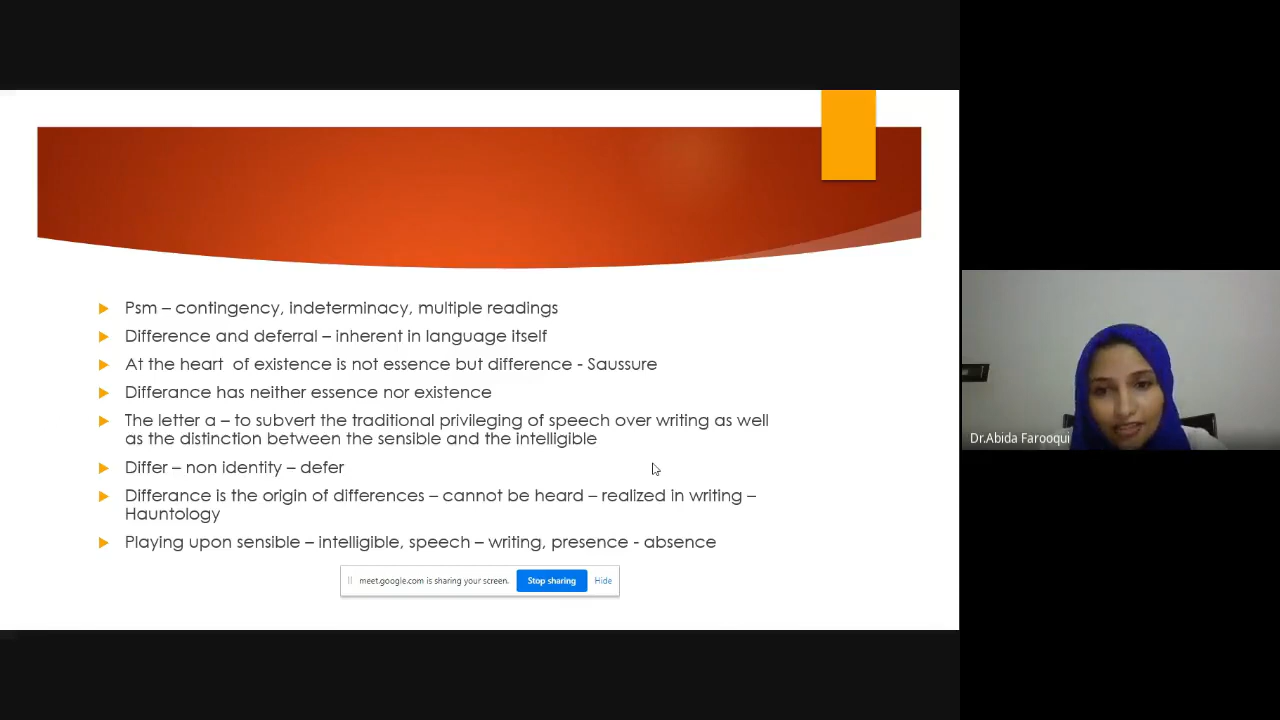 Psm – contingency, indeterminacy, multiple readings
Difference and deferral – inherent in language itself
At the heart of existence is not essence but difference - Saussure
Differance has neither essence nor existence
The letter a – to subvert the traditional privileging of speech over writing as well
as the distinction between the sensible and the intelligible
Differ – non identity – defer
Differance is the origin of differences – cannot be heard – realized in writing –
Hauntology
Playing upon sensible – intelligible, speech – writing, presence - absence
meet.google.com is sharing your screen. Stop sharing Hide
Dr.Abida Farooqui